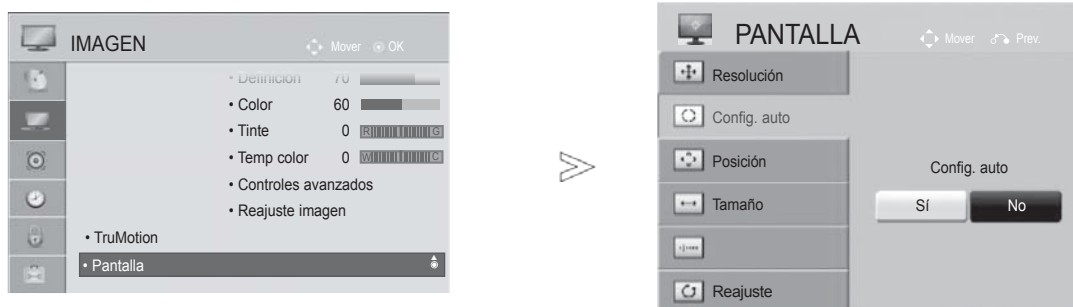 IMAGEN
Mover OK
• Definición 70
• Color 60
• Tinte 0 R G
• Temp color 0 W C
• Controles avanzados
• Reajuste imagen
• TruMotion
• Pantalla
PANTALLA
Mover Prev.
Resolución
Config. auto
Posición
Tamaño
Reajuste
Config. auto
Sí No